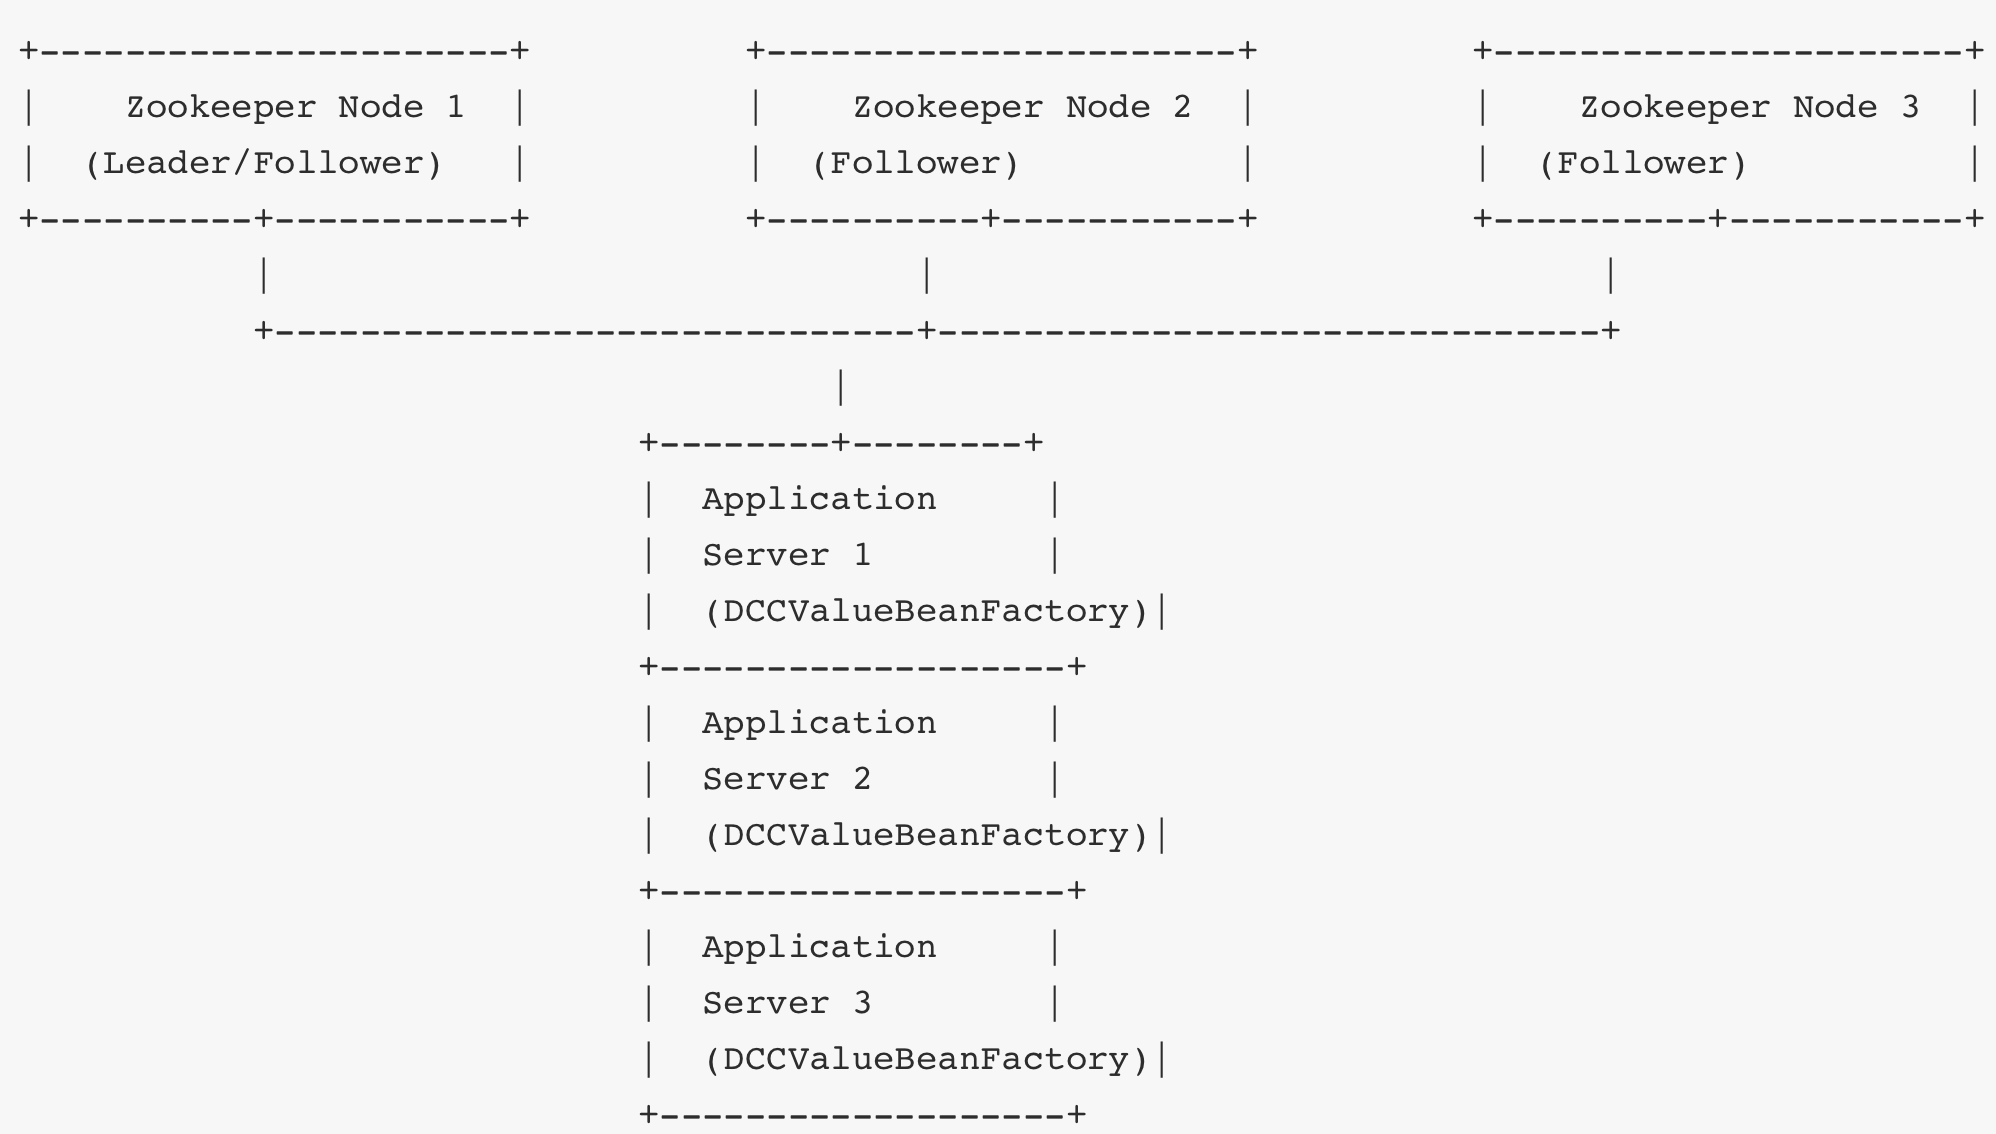 +----------------------+          +----------------------+          +----------------------+
|    Zookeeper Node 1  |          |    Zookeeper Node 2  |          |    Zookeeper Node 3  |
|  (Leader/Follower)   |          |  (Follower)          |          |  (Follower)          |
+----------+-----------+          +----------+-----------+          +----------+-----------+
           |                              |                               |
           +------------------------------+-------------------------------+
                                      |
                             +--------+--------+
                             |  Application     |
                             |  Server 1        |
                             |  (DCCValueBeanFactory)|
                             +-------------------+
                             |  Application     |
                             |  Server 2        |
                             |  (DCCValueBeanFactory)|
                             +-------------------+
                             |  Application     |
                             |  Server 3        |
                             |  (DCCValueBeanFactory)|
                             +-------------------+